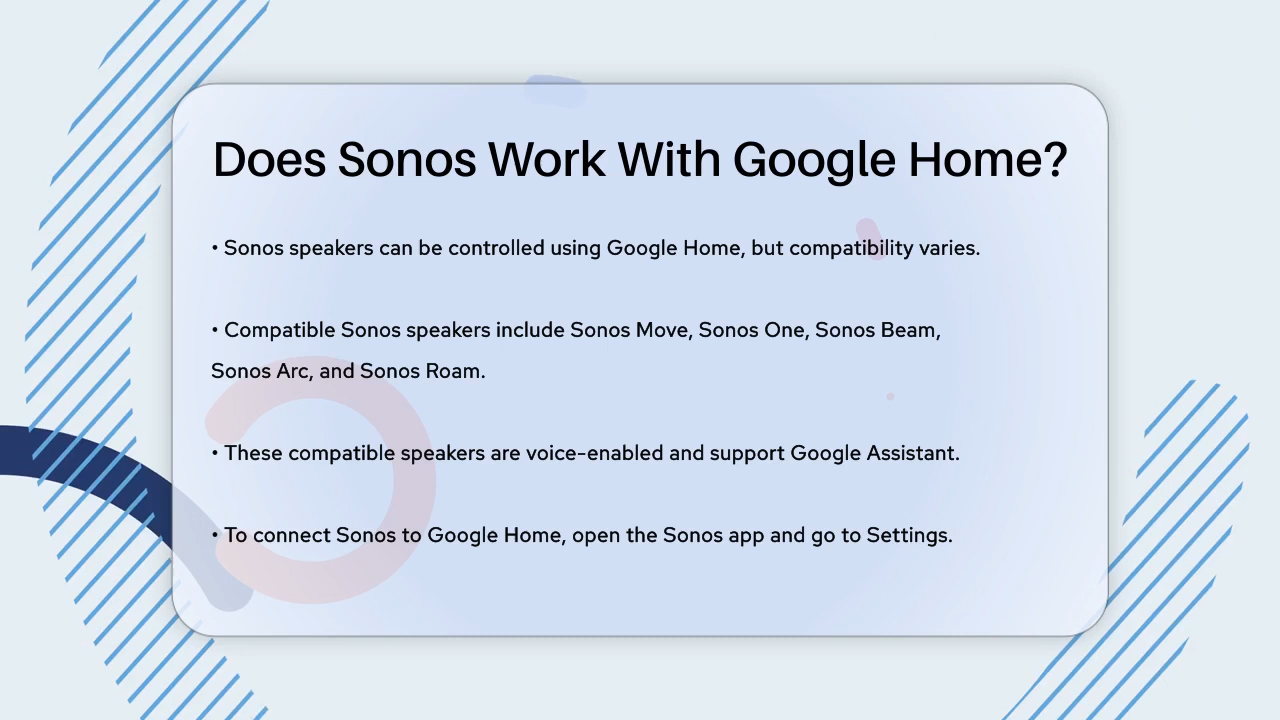 Does Sonos Work With Google Home?
• Sonos speakers can be controlled using Google Home, but compatibility varies.
• Compatible Sonos speakers include Sonos Move, Sonos One, Sonos Beam,
Sonos Arc, and Sonos Roam.
• These compatible speakers are voice-enabled and support Google Assistant.
• To connect Sonos to Google Home, open the Sonos app and go to Settings.